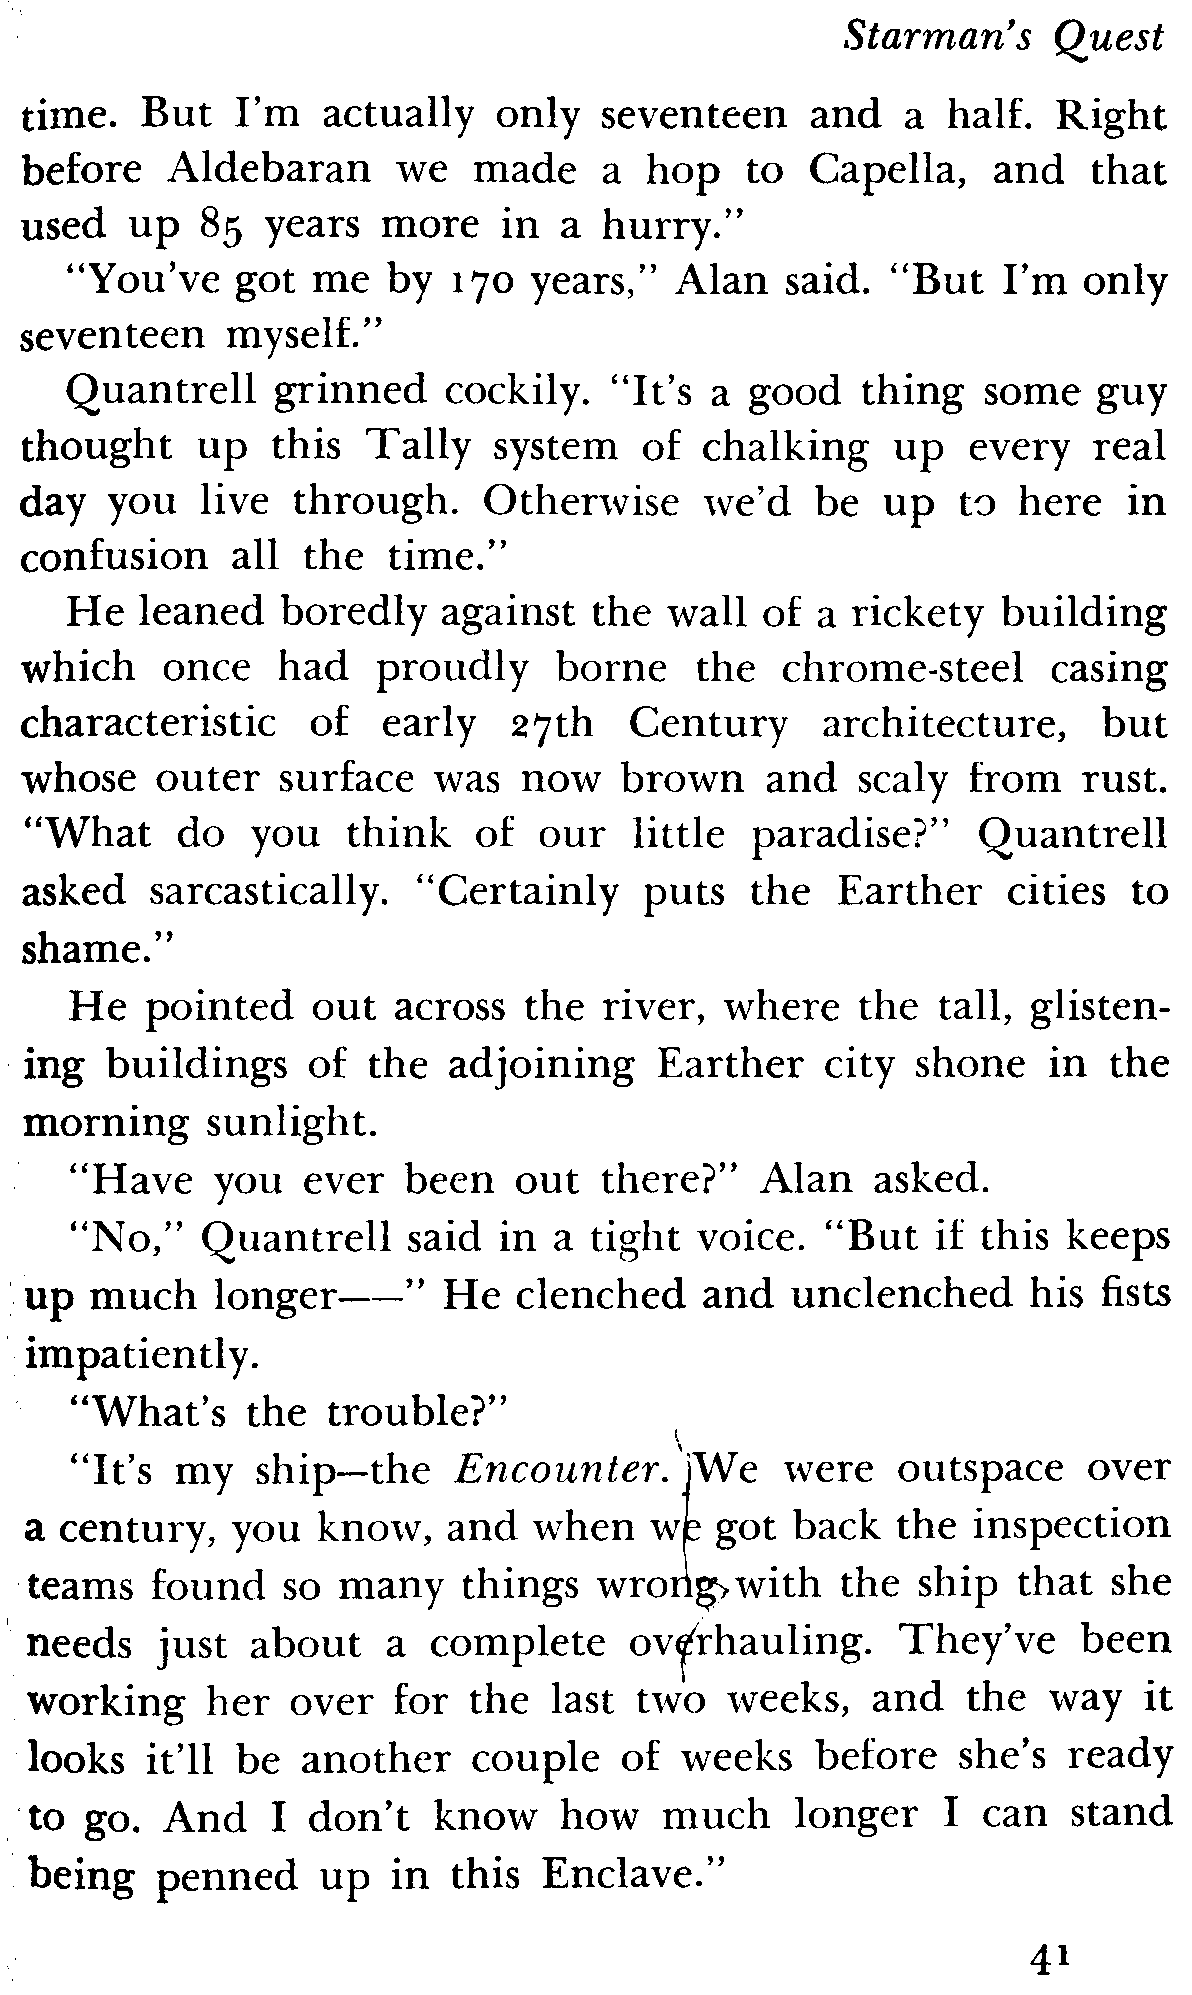 Starman's Quest
time. But I'm actually only seventeen and a half. Right
before Aldebaran we made a hop to Capella, and that
used up 85 years more in a hurry."
"You've got me by 170 years," Alan said. "But I'm only
seventeen myself."
Quantrell grinned cockily. "It's a good thing some guy
thought up this Tally system of chalking up every real
day you live through. Otherwise we'd be up to here in
confusion all the time."
He leaned boredly against the wall of a rickety building
which once had proudly borne the chrome-steel casing
characteristic of early 27th Century architecture, but
whose outer surface was now brown and scaly from rust.
"What do you think of our little paradise?" Quantrell
asked sarcastically. "Certainly puts the Earther cities to
shame."
He pointed out across the river, where the tall, glisten-
ing buildings of the adjoining Earther city shone in the
morning sunlight.
"Have you ever been out there?" Alan asked.
"No," Quantrell said in a tight voice. "But if this keeps
up much longer——" He clenched and unclenched his fists
impatiently.
"What's the trouble?"
"It's my ship—the Encounter. We were outspace over
a century, you know, and when we got back the inspection
teams found so many things wrong with the ship that she
needs just about a complete overhauling. They've been
working her over for the last two weeks, and the way it
looks it'll be another couple of weeks before she's ready
to go. And I don't know how much longer I can stand
being penned up in this Enclave."
41